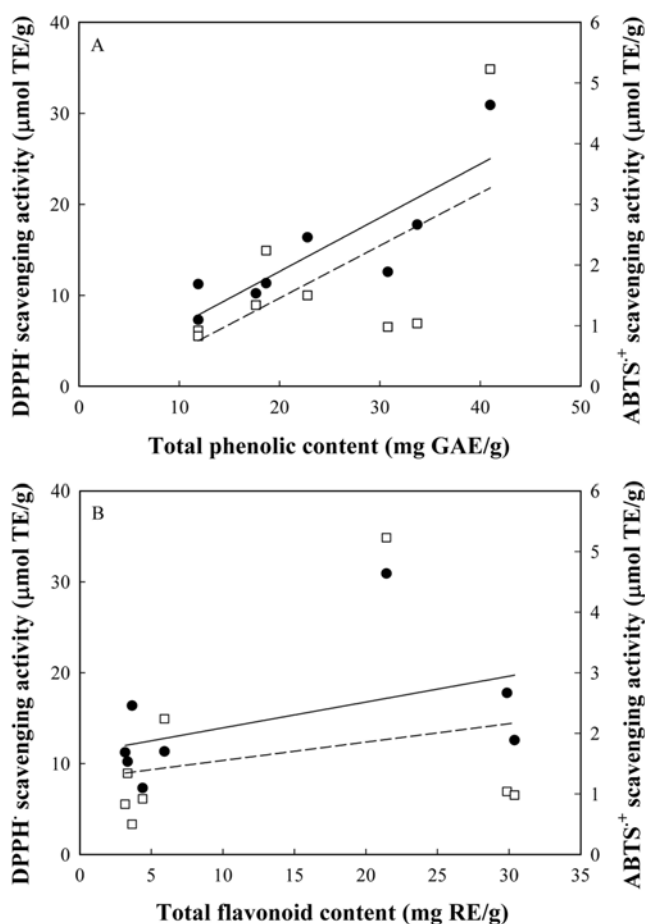 A
40
30
20
10
0
DPPH· scavenging activity (μmol TE/g)
6
5
4
3
2
1
0
ABTS·+ scavenging activity (μmol TE/g)
0 10 20 30 40 50
Total phenolic content (mg GAE/g)
B
40
30
20
10
0
DPPH· scavenging activity (μmol TE/g)
6
5
4
3
2
1
0
ABTS·+ scavenging activity (μmol TE/g)
0 5 10 15 20 25 30 35
Total flavonoid content (mg RE/g)